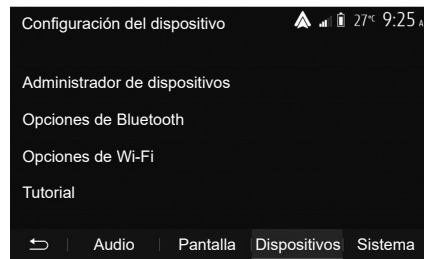 Configuración del dispositivo 27°C 9:25 A
Administrador de dispositivos
Opciones de Bluetooth
Opciones de Wi-Fi
Tutorial
Audio Pantalla Dispositivos Sistema